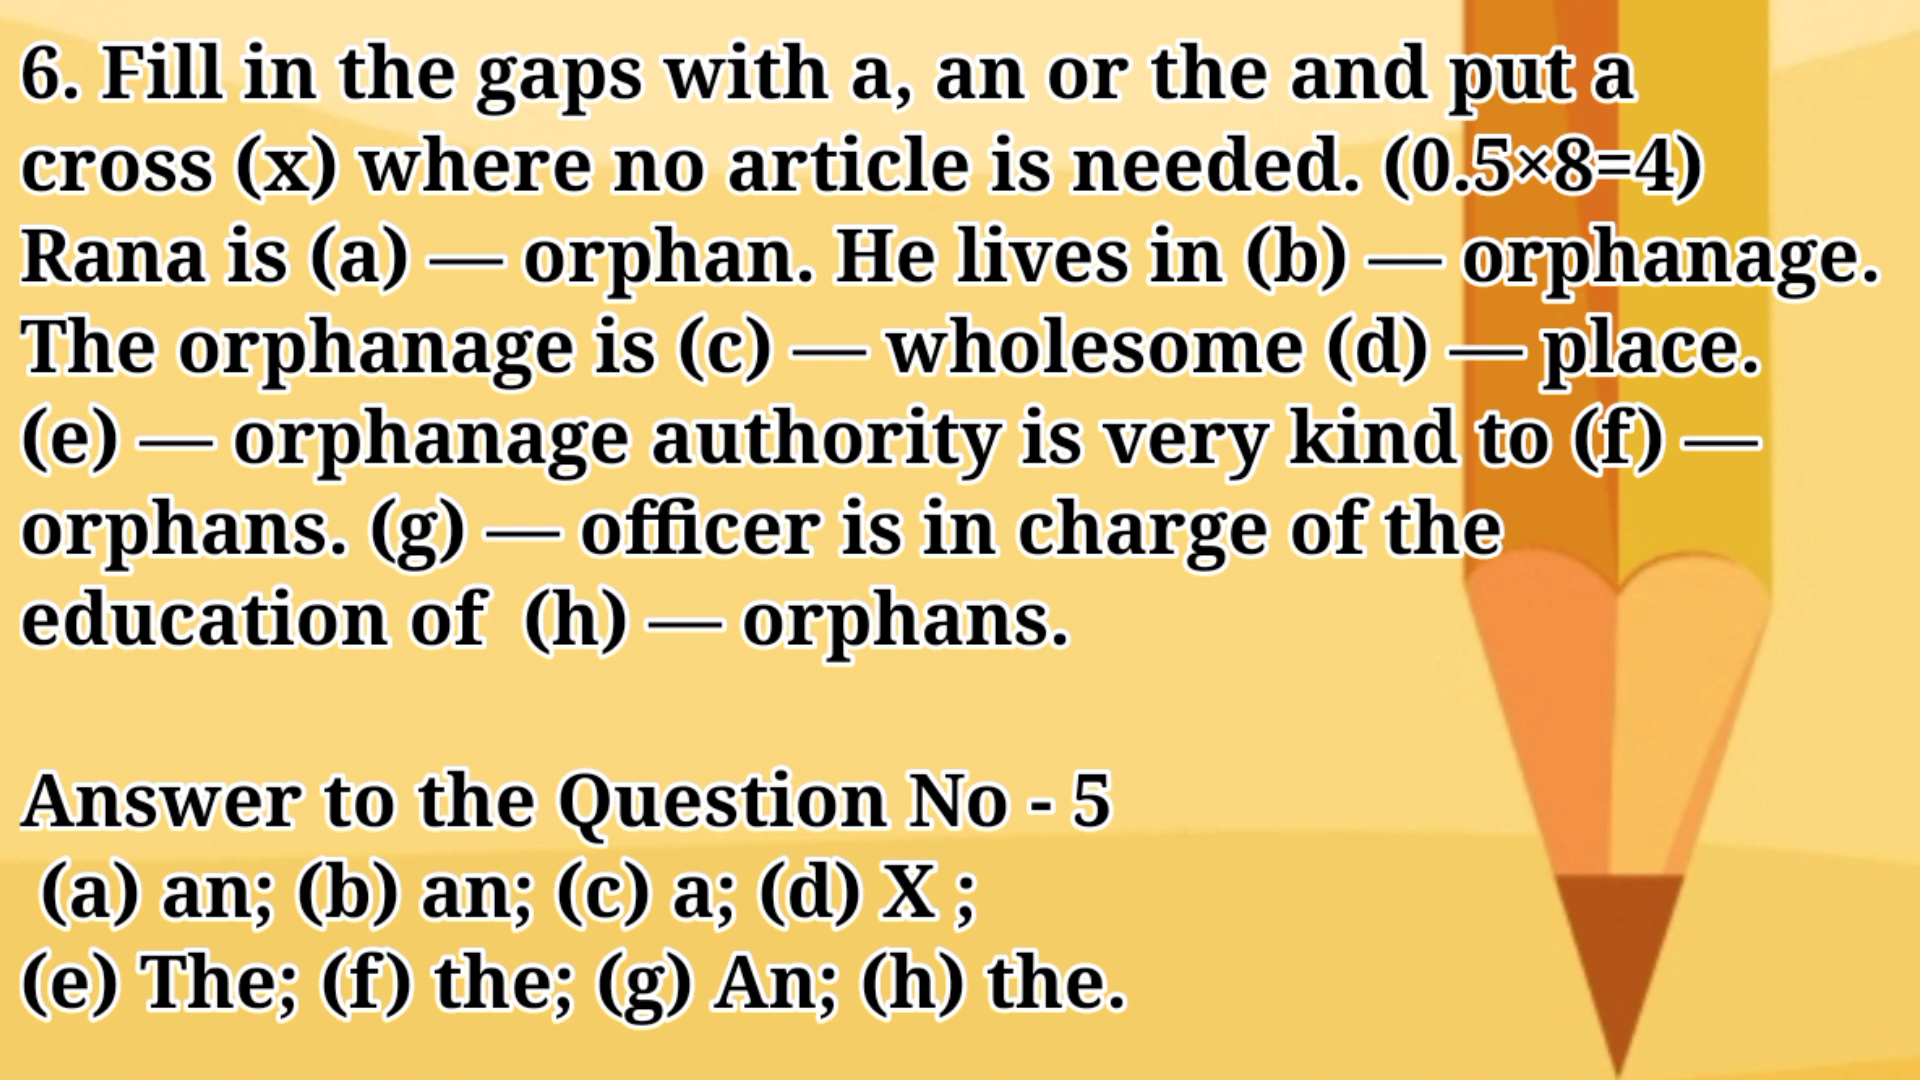 6. Fill in the gaps with a, an or the and put a
cross (x) where no article is needed. (0.5×8=4)
Rana is (a) — orphan. He lives in (b) — orphanage.
The orphanage is (c) — wholesome (d) — place.
(e) — orphanage authority is very kind to (f) —
orphans. (g) — officer is in charge of the
education of  (h) — orphans.
Answer to the Question No - 5
(a) an; (b) an; (c) a; (d) X ;
(e) The; (f) the; (g) An; (h) the.